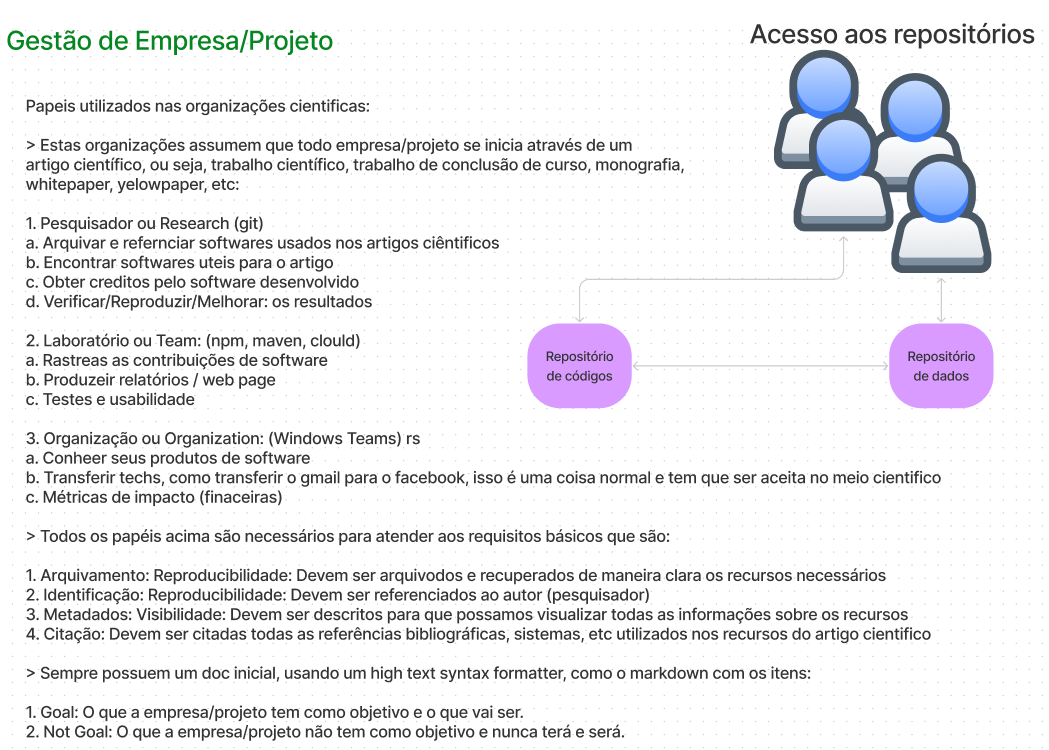 Gestão de Empresa/Projeto
Acesso aos repositórios
Papeis utilizados nas organizações cientificas:
> Estas organizações assumem que todo empresa/projeto se inicia através de um
artigo científico, ou seja, trabalho científico, trabalho de conclusão de curso, monografia,
whitepaper, yelowpaper, etc:
1. Pesquisador ou Research (git)
a. Arquivar e refernciar softwares usados nos artigos ciêntificos
b. Encontrar softwares uteis para o artigo
c. Obter creditos pelo software desenvolvido
d. Verificar/Reproduzir/Melhorar: os resultados
2. Laboratório ou Team: (npm, maven, clould)
a. Rastreas as contribuições de software
b. Produzeir relatórios / web page
c. Testes e usabilidade
3. Organização ou Organization: (Windows Teams) rs
a. Conheer seus produtos de software
b. Transferir techs, como transferir o gmail para o facebook, isso é uma coisa normal e tem que ser aceita no meio cientifico
c. Métricas de impacto (finaceiras)
> Todos os papéis acima são necessários para atender aos requisitos básicos que são:
1. Arquivamento: Reproducibilidade: Devem ser arquivodos e recuperados de maneira clara os recursos necessários
2. Identificação: Reproducibilidade: Devem ser referenciados ao autor (pesquisador)
3. Metadados: Visibilidade: Devem ser descritos para que possamos visualizar todas as informações sobre os recursos
4. Citação: Devem ser citadas todas as referências bibliográficas, sistemas, etc utilizados nos recursos do artigo cientifico
> Sempre possuem um doc inicial, usando um high text syntax formatter, como o markdown com os itens:
1. Goal: O que a empresa/projeto tem como objetivo e o que vai ser.
2. Not Goal: O que a empresa/projeto não tem como objetivo e nunca terá e será.
Repositório
de códigos
Repositório
de dados